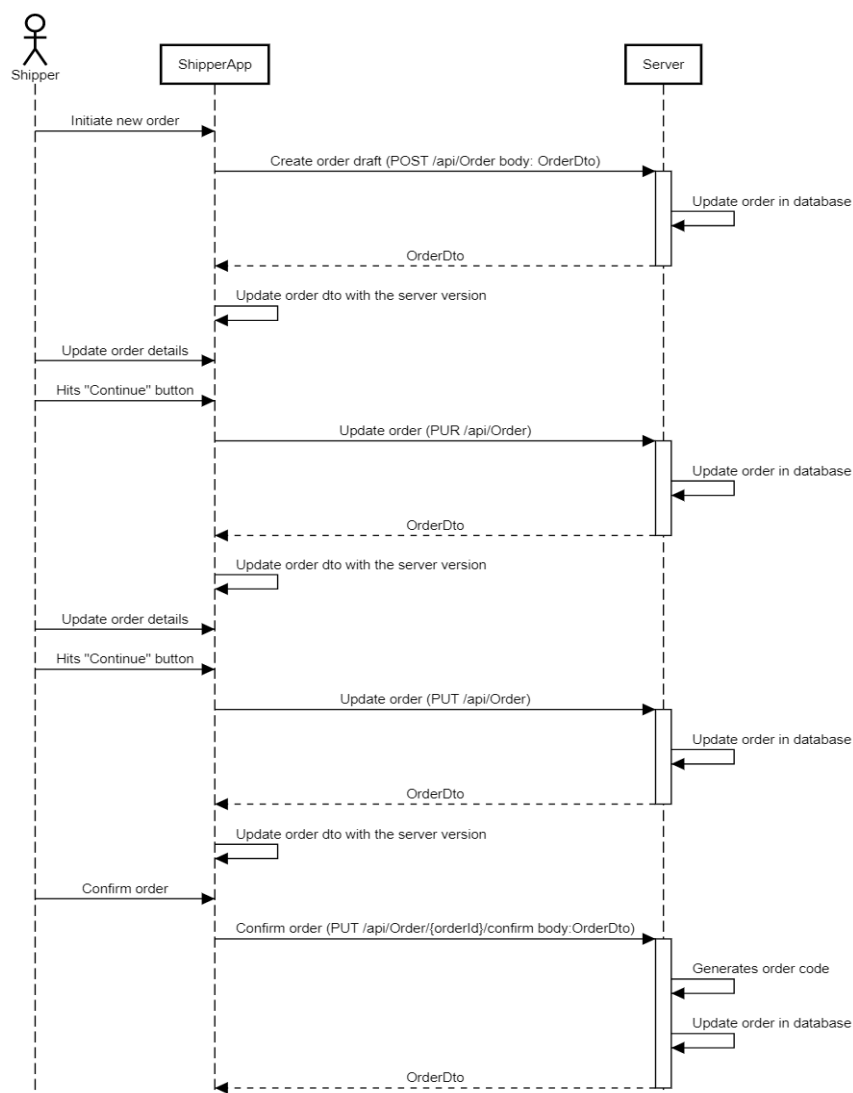 Shipper
ShipperApp
Server
Initiate new order
Create order draft (POST /api/Order body: OrderDto)
Update order in database
OrderDto
Update order dto with the server version
Update order details
Hits "Continue" button
Update order (PUR /api/Order)
Update order in database
OrderDto
Update order dto with the server version
Update order details
Hits "Continue" button
Update order (PUT /api/Order)
Update order in database
OrderDto
Update order dto with the server version
Confirm order
Confirm order (PUT /api/Order/{orderId}/confirm body:OrderDto)
Generates order code
Update order in database
OrderDto